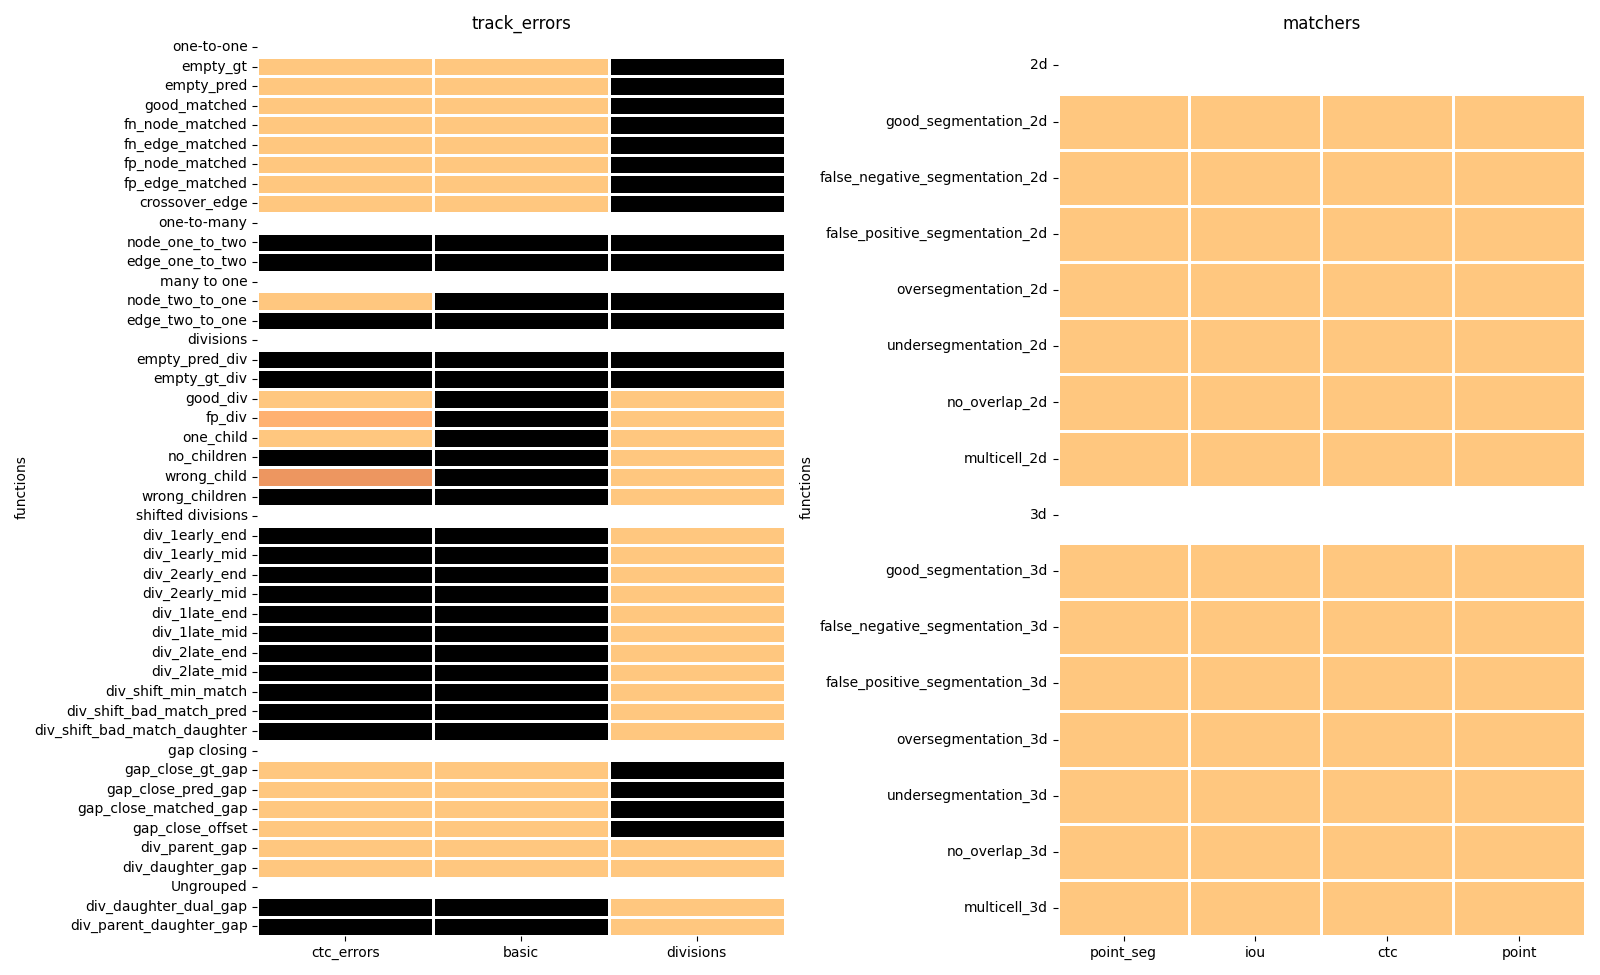 track_errors
functions
one-to-one
empty_gt
empty_pred
good_matched
fn_node_matched
fn_edge_matched
fp_node_matched
fp_edge_matched
crossover_edge
one-to-many
node_one_to_two
edge_one_to_two
many to one
node_two_to_one
edge_two_to_one
divisions
empty_pred_div
empty_gt_div
good_div
fp_div
one_child
no_children
wrong_child
wrong_children
shifted divisions
div_1early_end
div_1early_mid
div_2early_end
div_2early_mid
div_1late_end
div_1late_mid
div_2late_end
div_2late_mid
div_shift_min_match
div_shift_bad_match_pred
div_shift_bad_match_daughter
gap closing
gap_close_gt_gap
gap_close_pred_gap
gap_close_matched_gap
gap_close_offset
div_parent_gap
div_daughter_gap
Ungrouped
div_daughter_dual_gap
div_parent_daughter_gap
ctc_errors basic divisions
matchers
functions
2d
good_segmentation_2d
false_negative_segmentation_2d
false_positive_segmentation_2d
oversegmentation_2d
undersegmentation_2d
no_overlap_2d
multicell_2d
3d
good_segmentation_3d
false_negative_segmentation_3d
false_positive_segmentation_3d
oversegmentation_3d
undersegmentation_3d
no_overlap_3d
multicell_3d
point_seg iou ctc point